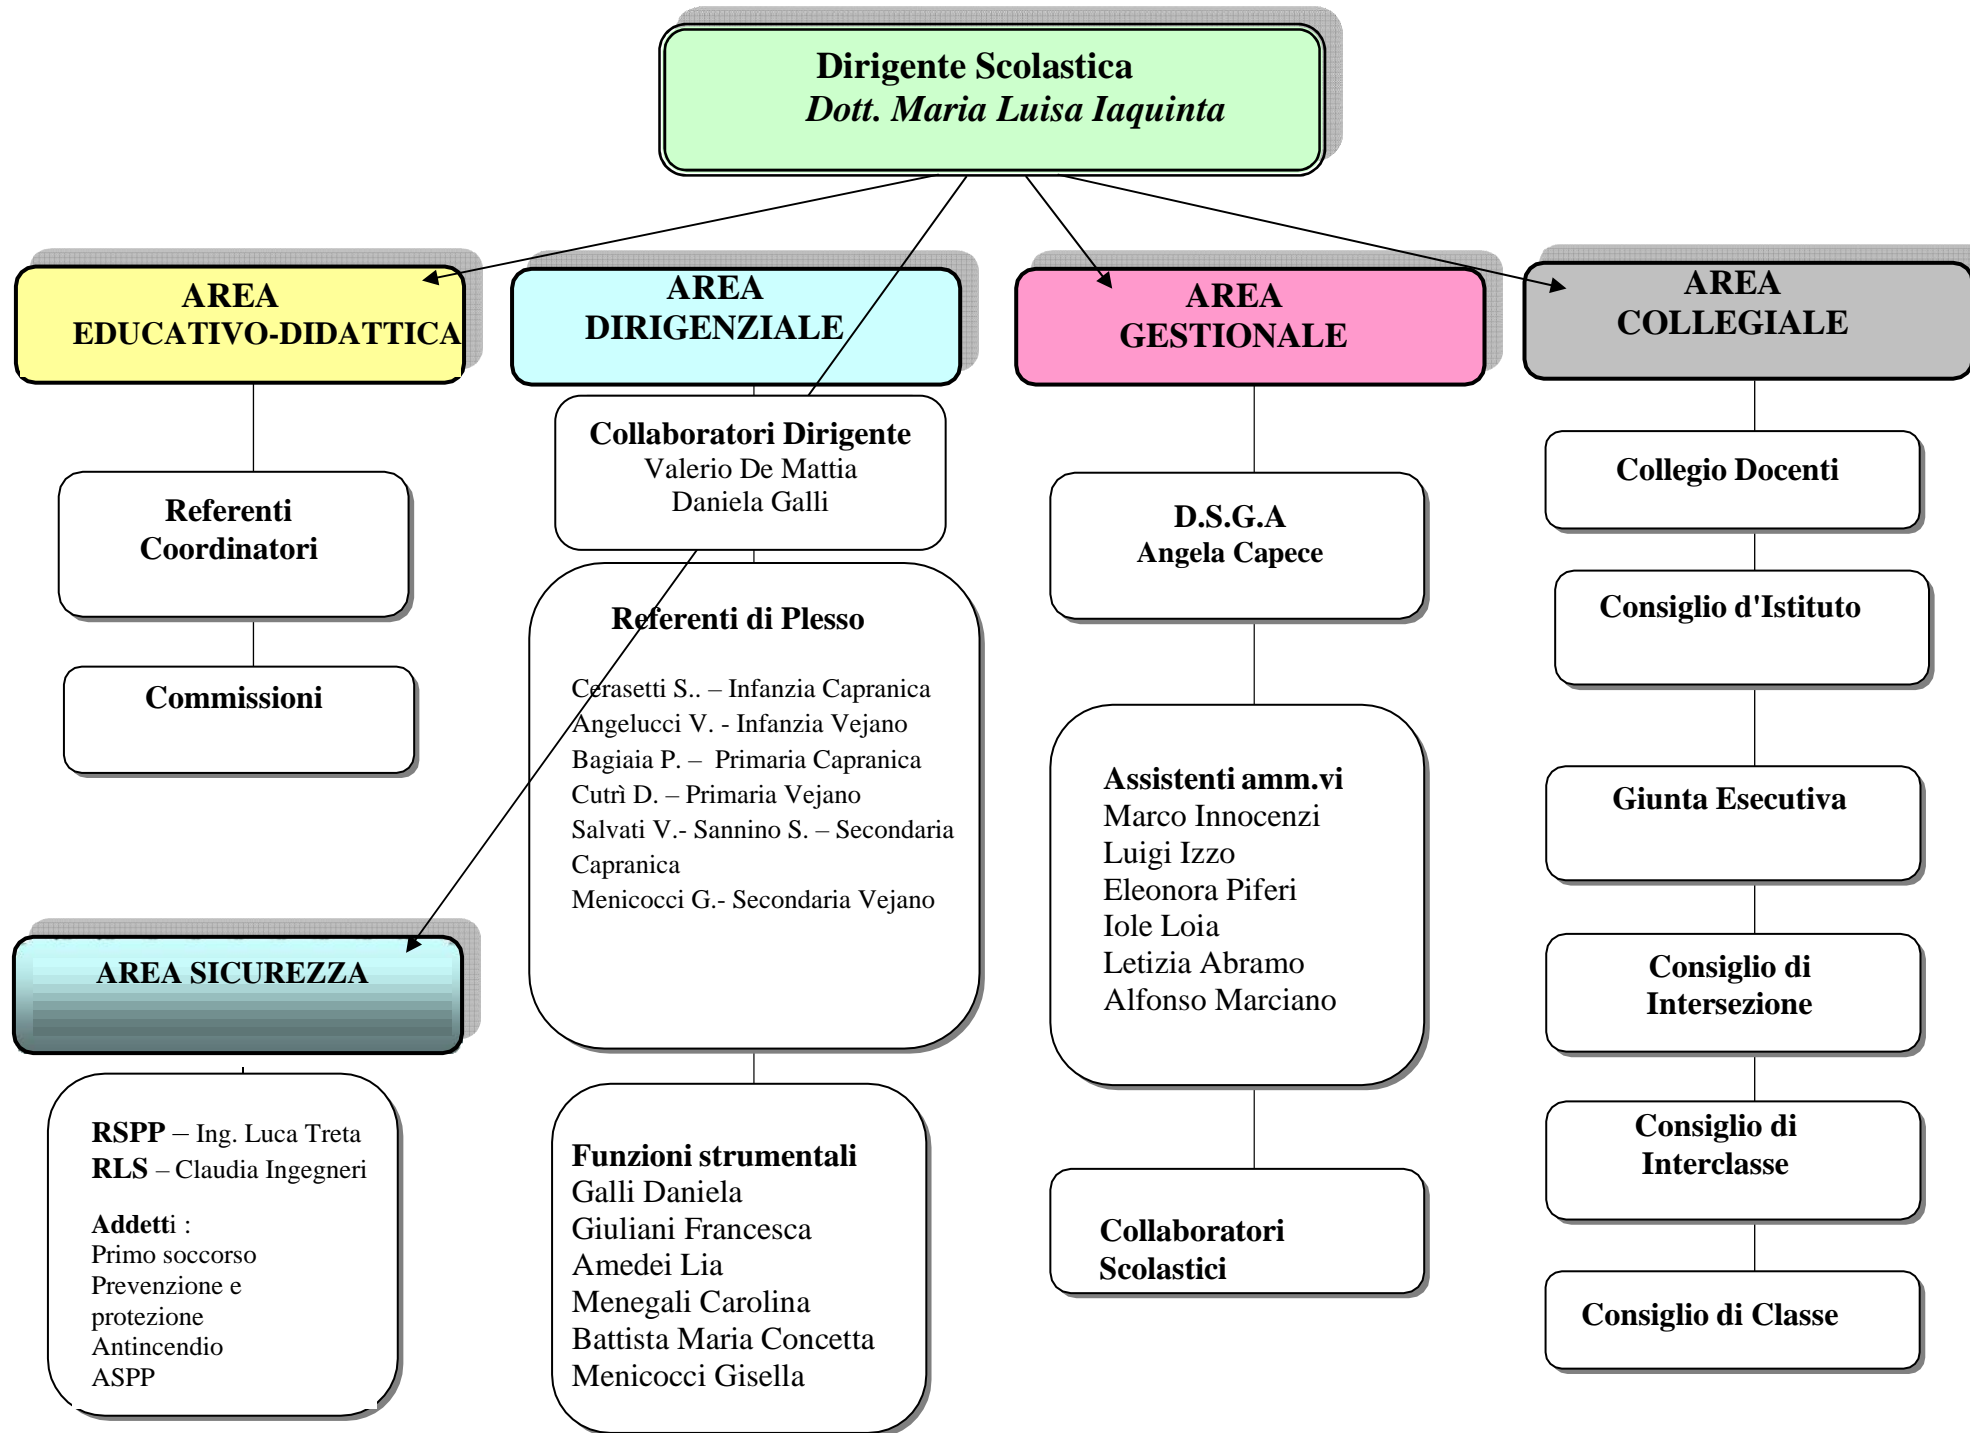 Dirigente Scolastica
Dott. Maria Luisa Iaquinta
AREA
EDUCATIVO-DIDATTICA
Referenti
Coordinatori
Commissioni
AREA SICUREZZA
RSPP – Ing. Luca Treta
RLS – Claudia Ingegneri
Addetti :
Primo soccorso
Prevenzione e
protezione
Antincendio
ASPP
AREA
DIRIGENZIALE
Collaboratori Dirigente
Valerio De Mattia
Daniela Galli
Referenti di Plesso
Cerasetti S.. – Infanzia Capranica
Angelucci V. - Infanzia Vejano
Bagiaia P. – Primaria Capranica
Cutrì D. – Primaria Vejano
Salvati V.- Sannino S. – Secondaria
Capranica
Menicocci G.- Secondaria Vejano
Funzioni strumentali
Galli Daniela
Giuliani Francesca
Amedei Lia
Menegali Carolina
Battista Maria Concetta
Menicocci Gisella
AREA
GESTIONALE
D.S.G.A
Angela Capece
Assistenti amm.vi
Marco Innocenzi
Luigi Izzo
Eleonora Piferi
Iole Loia
Letizia Abramo
Alfonso Marciano
Collaboratori
Scolastici
AREA
COLLEGIALE
Collegio Docenti
Consiglio d'Istituto
Giunta Esecutiva
Consiglio di
Intersezione
Consiglio di
Interclasse
Consiglio di Classe